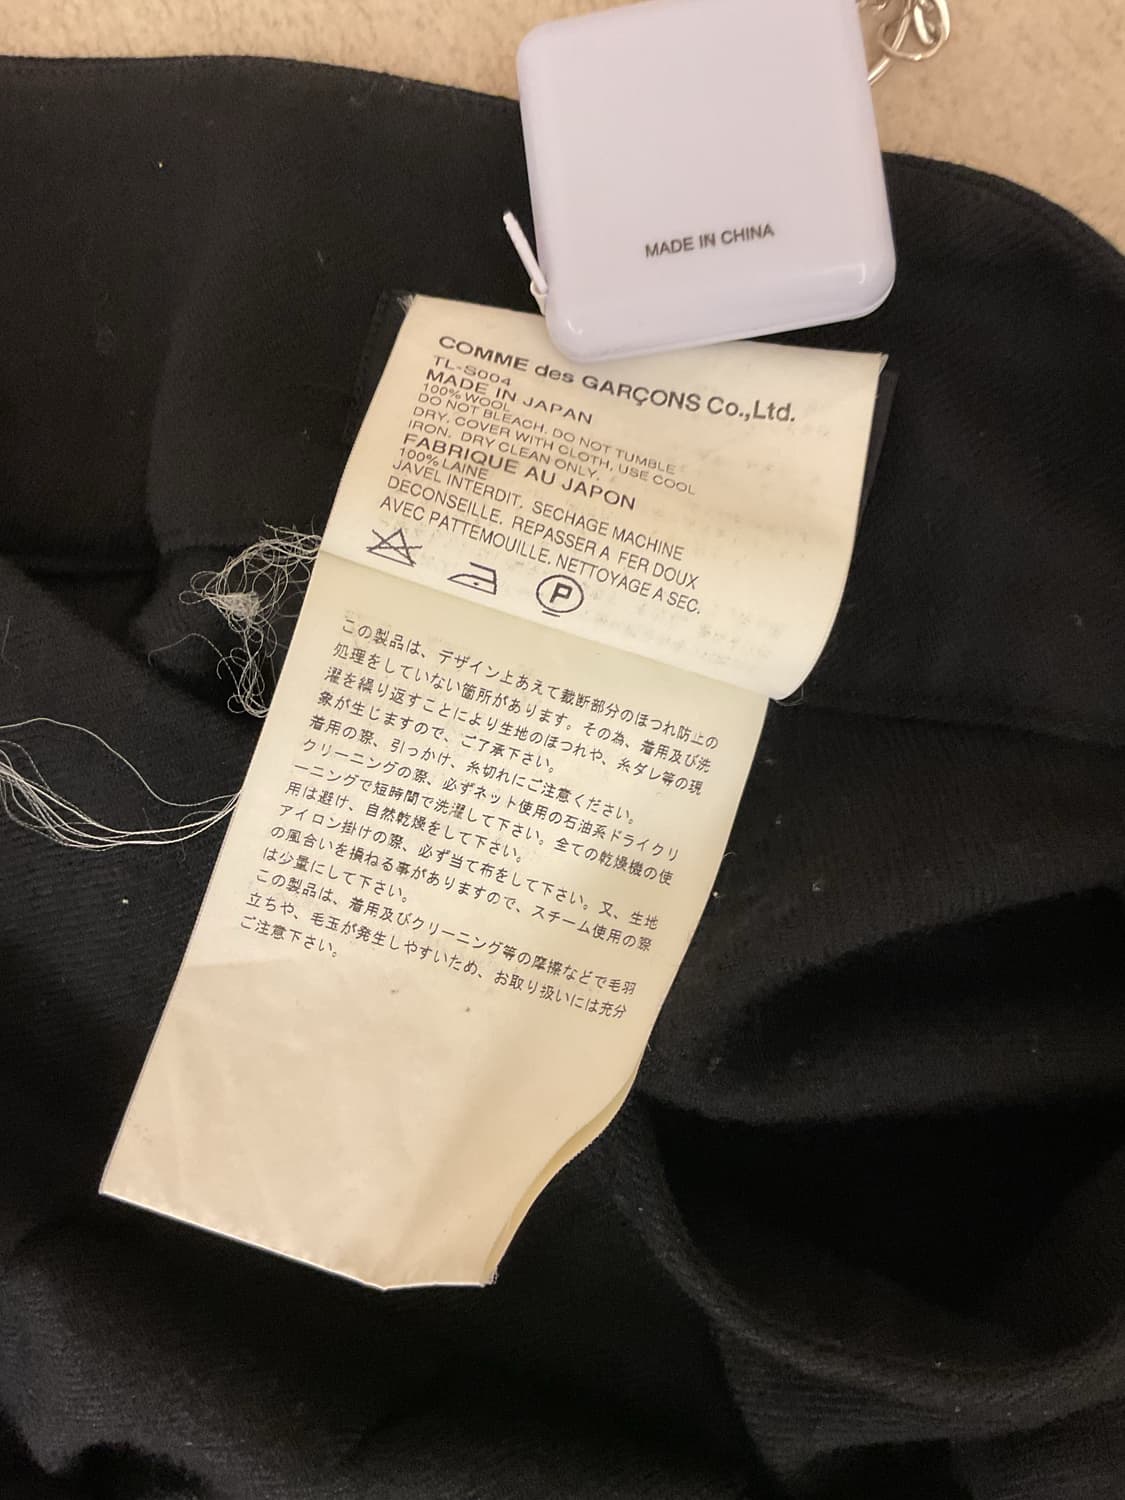 MADE IN CHINA
COMME des GARÇONS Co.,Ltd.
TL-S004
MADE IN JAPAN
100% WOOL
DO NOT BLEACH. DO NOT TUMBLE
DRY, COVER WITH CLOTH, USE COOL
IRON. DRY CLEAN ONLY.
FABRIQUE AU JAPON
100% LAINE
JAVEL INTERDIT, SECHAGE MACHINE
DECONSEILLE, REPASSER A FER DOUX
AVEC PATTEMOUILLE. NETTOYAGE A SEC.
P
この製品は、デザイン上あえて裁断部分のほつれ防止の
処理をしていない箇所があります。その為、着用及び洗
濯を繰り返すことにより生地のほつれや、糸ダレ等の現
象が生じますので、ご了承下さい。
着用の際、引っかけ、糸切れにご注意ください。
クリーニングの際、必ずネット使用の石油系ドライクリ
ーニングで短時間で洗濯して下さい。全ての乾燥機の使
用は避け、自然乾燥をして下さい。
アイロン掛けの際、必ず当て布をして下さい。又、生地
の風合いを損ねる事がありますので、スチーム使用の際
は少量にして下さい。
この製品は、着用及びクリーニング等の摩擦などで毛羽
立ちや、毛玉が発生しやすいため、お取り扱いには充分
ご注意下さい。